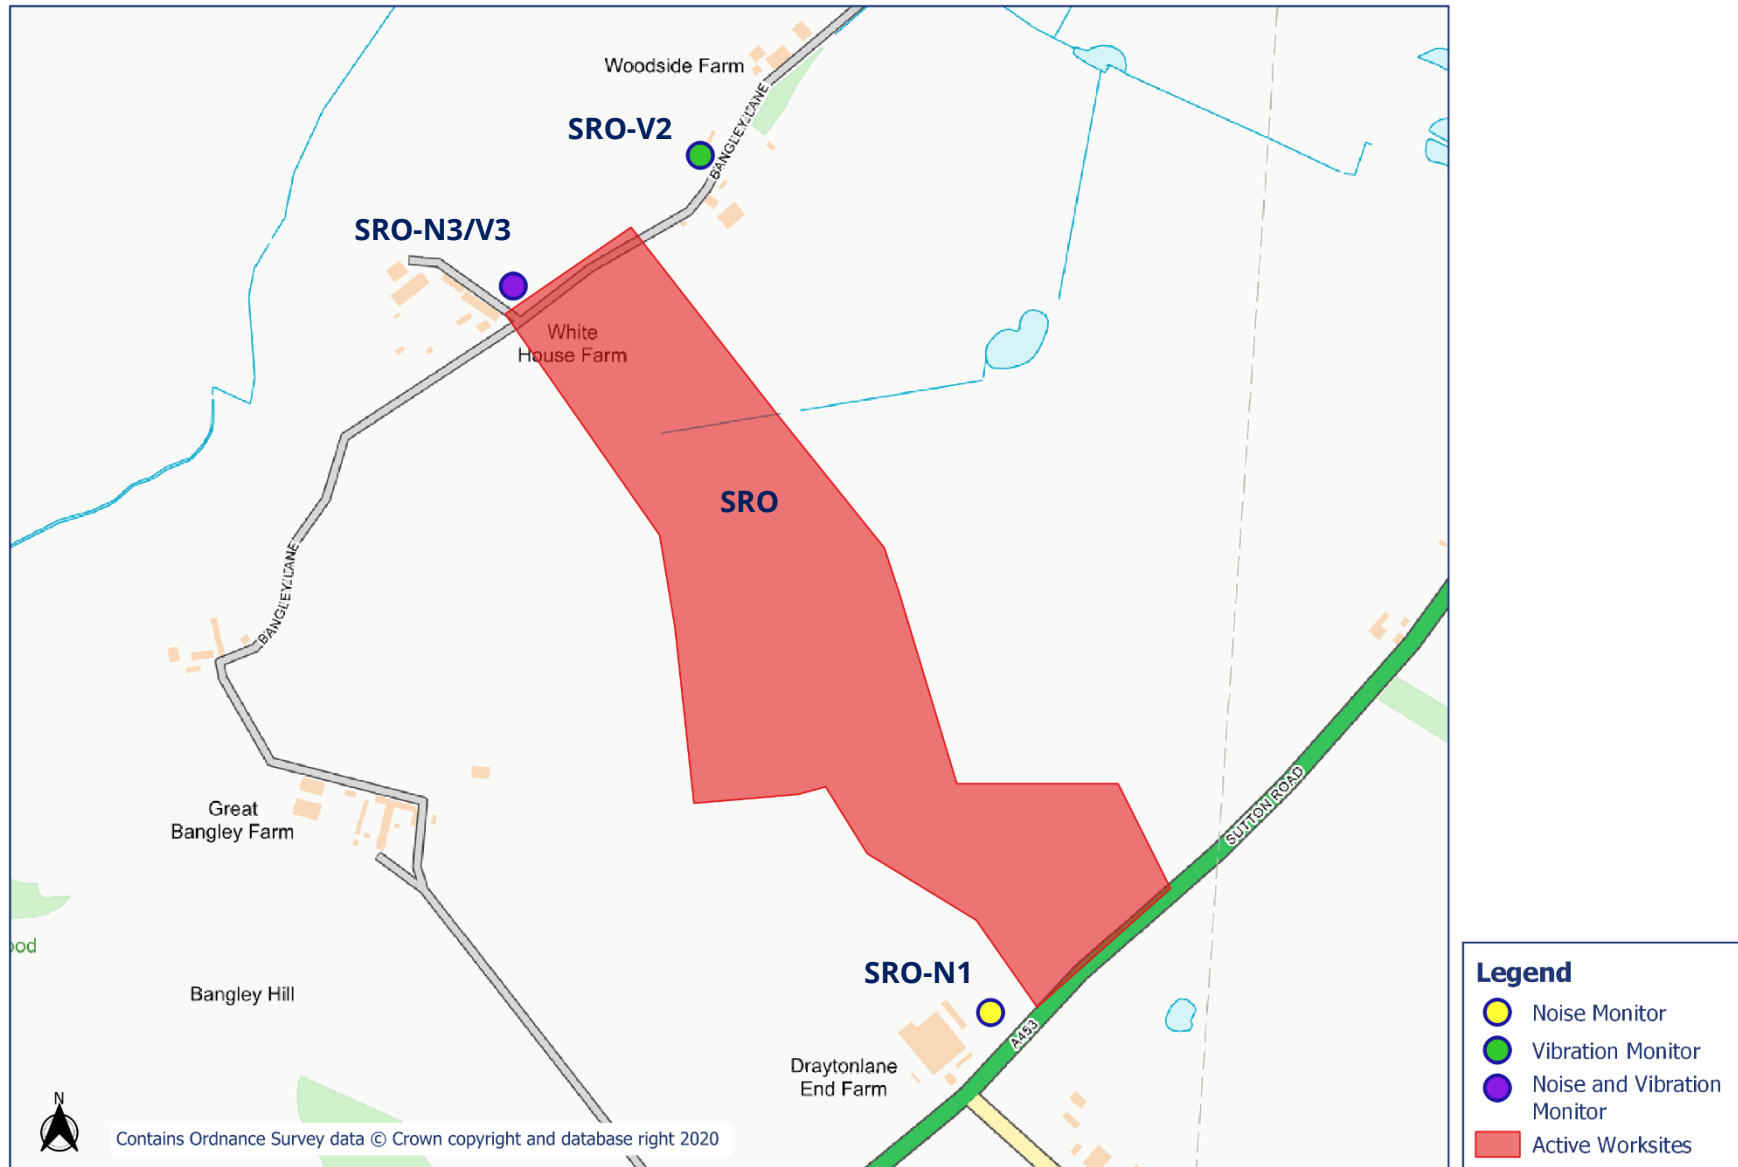 Woodside Farm
SRO-V2
BANGLEY LANE
SRO-N3/V3
White
House Farm
SRO
BANGLEY LANE
SUTTON ROAD
Great
Bangley Farm
ood
SRO-N1
Bangley Hill
A453
Draytonlane
End Farm
N
Contains Ordnance Survey data © Crown copyright and database right 2020
Legend
Noise Monitor
Vibration Monitor
Noise and Vibration
Monitor
Active Worksites